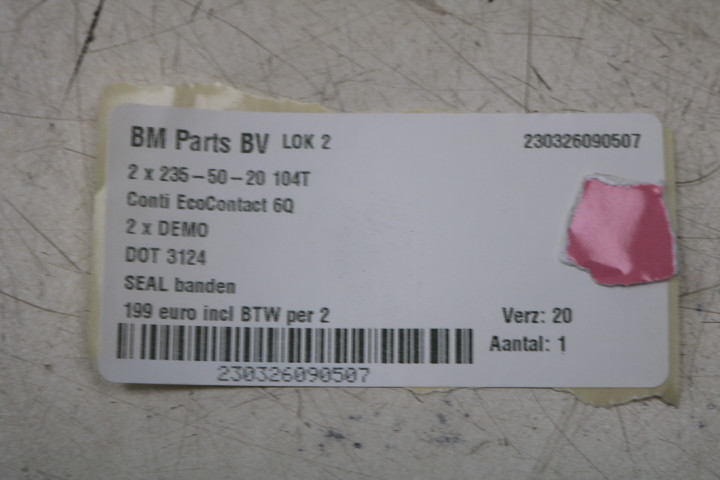 BM Parts BV LOK 2 230326090507
2 x 235-50-20 104T
Conti EcoContact 6Q
2 x DEMO
DOT 3124
SEAL banden
199 euro incl BTW per 2 Verz: 20
Aantal: 1
230326090507